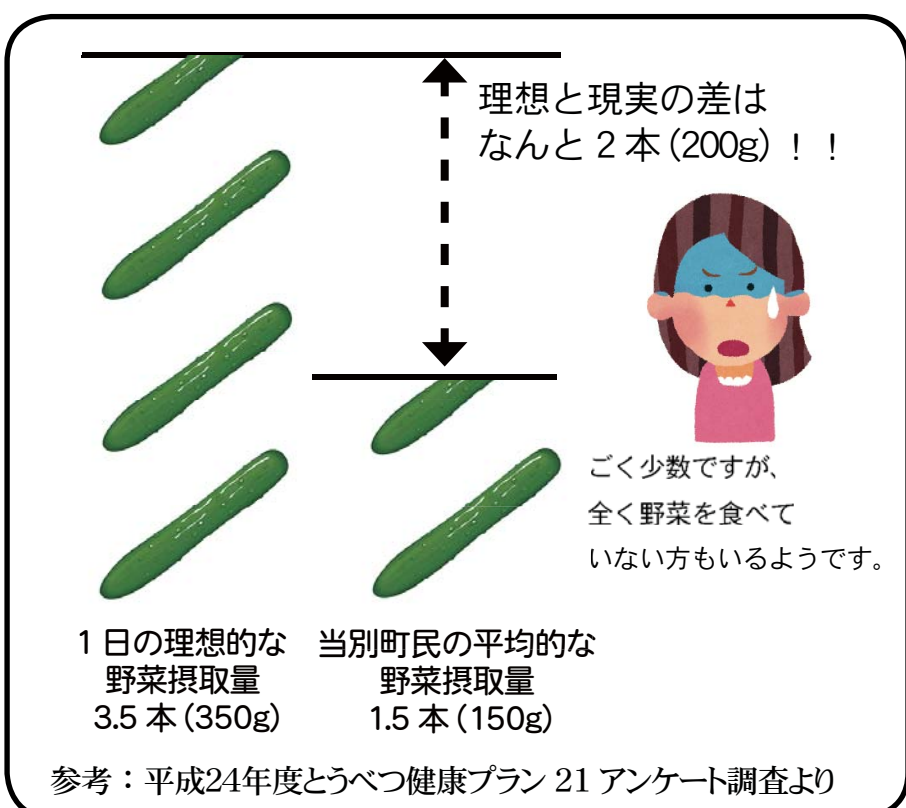 理想と現実の差は
なんと2本(200g)！！
ごく少数ですが、
全く野菜を食べて
いない方もいるようです。
1日の理想的な
野菜摂取量
3.5本(350g)
当別町民の平均的な
野菜摂取量
1.5本(150g)
参考：平成24年度とうべつ健康プラン21アンケート調査より